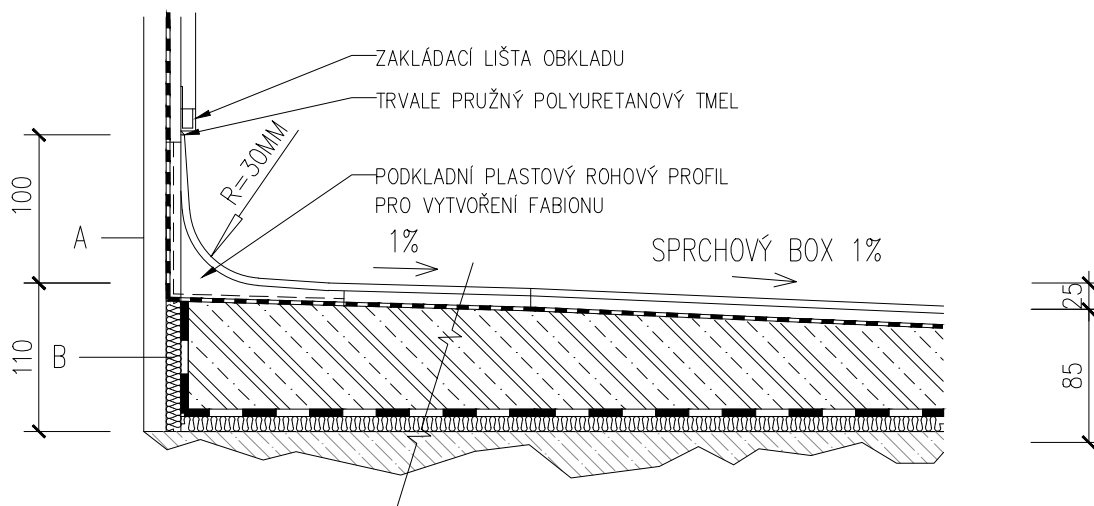 ZAKLÁDACÍ LIŠTA OBKLADU
TRVALE PRUŽNÝ POLYURETANOVÝ TMEL
R=30MM
PODKLADNÍ PLASTOVÝ ROHOVÝ PROFIL
PRO VYTVOŘENÍ FABIONU
100
A
1%
SPRCHOVÝ BOX 1%
25
110
B
85